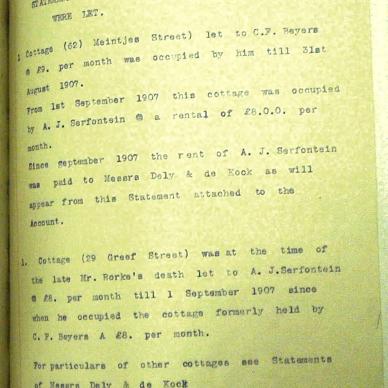 WERE LET.
1 Cottage (62) Meintjes Street) let to C.F. Beyers
@ £9. per month was occupied by him till 31st
August 1907.
From 1st September 1907 this cottage was occupied
by A. J. Serfontein @ a rental of £8.0.0. per
month.
Since september 1907 the rent of A. J. Serfontein
was paid to Messrs Dely & de Kock as will
appear from this Statement attached to the
Account.
1. Cottage (29 Greef Street) was at the time of
the late Mr. Rorke's death let to A. J.Serfontein
@ £8. per month till 1 September 1907 since
when he occupied the cottage formerly held by
C. F. Beyers A £8. per month.
For particulars of other cottages see Statements
of Messrs Dely & de Kock